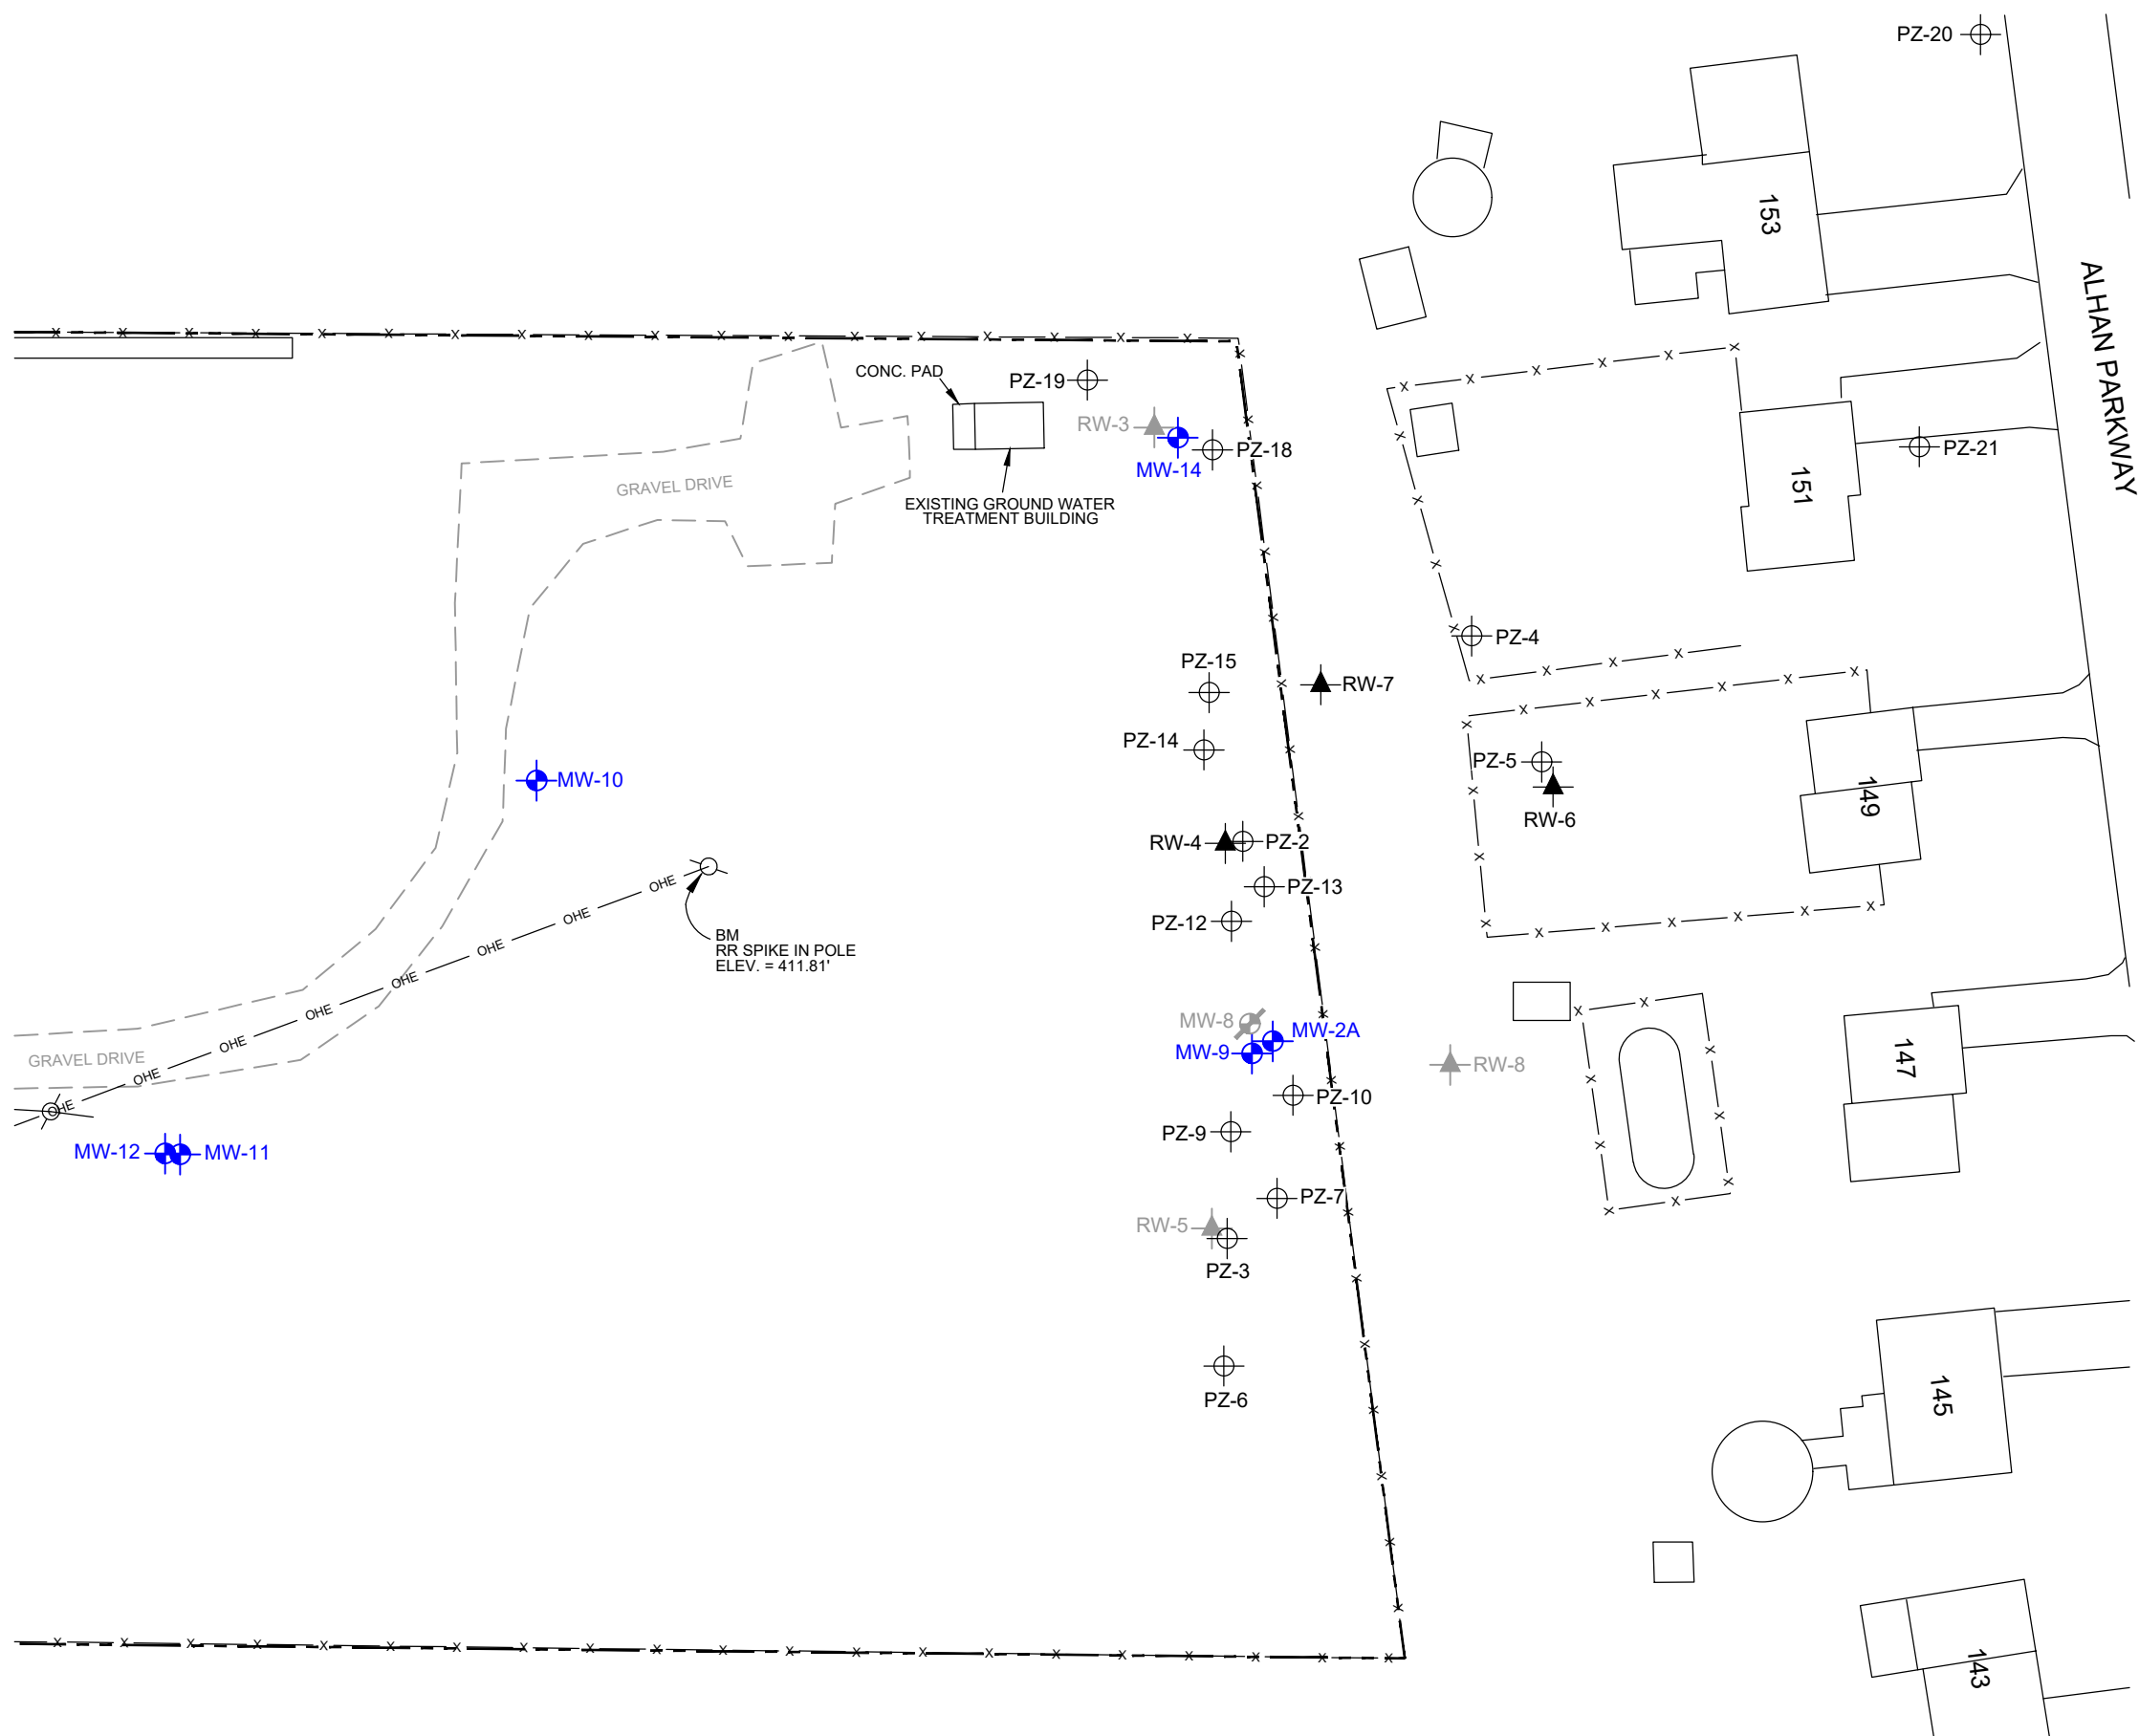 PZ-20
153
ALHAN PARKWAY
CONC. PAD
PZ-19
RW-3
MW-14
PZ-18
EXISTING GROUND WATER
TREATMENT BUILDING
GRAVEL DRIVE
PZ-21
151
PZ-4
PZ-15
RW-7
PZ-14
PZ-5
RW-6
149
MW-10
RW-4
PZ-2
PZ-13
PZ-12
OHE
OHE
OHE
OHE
OHE
OHE
OHE
OHE
BM
RR SPIKE IN POLE
ELEV. = 411.81'
MW-8
MW-2A
MW-9
RW-8
147
GRAVEL DRIVE
PZ-10
PZ-9
MW-12
MW-11
PZ-7
RW-5
PZ-3
PZ-6
145
143